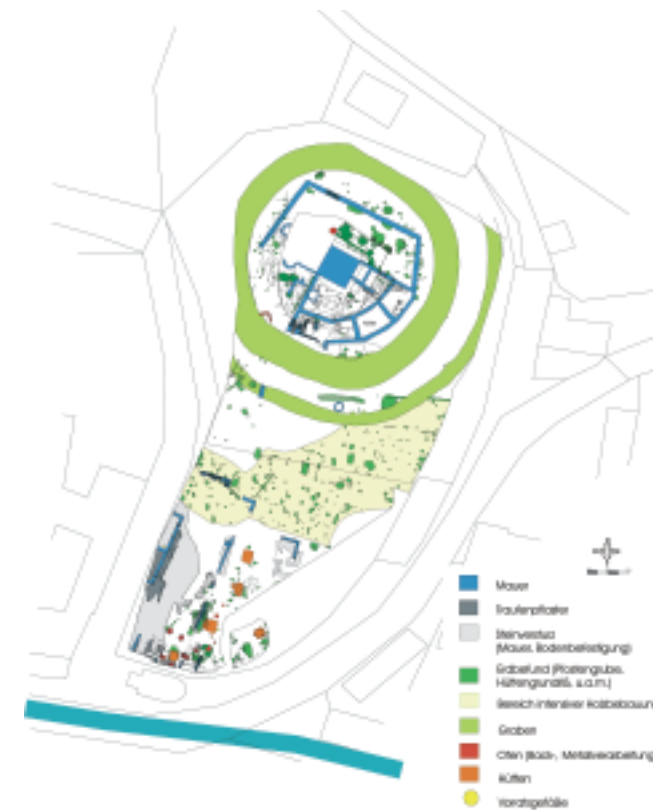 Mauer
Traufenpflaster
Steinversturz
(Mauer, Bodenbefestigung)
Erdbefund (Pfostengrube,
Hüttengrundriß, u.a.m.)
Bereich intensiver Holzbebauung
Graben
Ofen (Back-, Metallverarbeitung)
Hütten
Vorratsgefäße